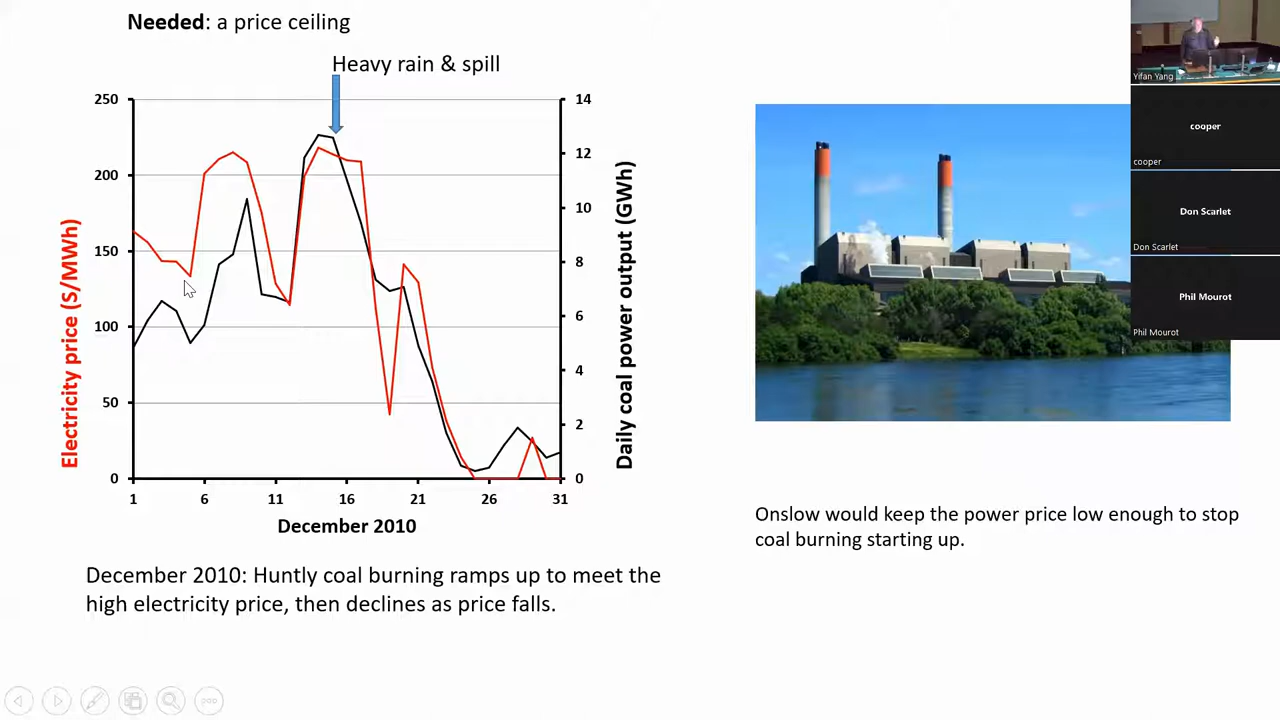 Needed: a price ceiling
Heavy rain & spill
250
200
150
100
50
0
14
12
10
8
6
4
2
0
Electricity price (S/MWh)
Daily coal power output (GWh)
1
6
11
16
21
26
31
December 2010
December 2010: Huntly coal burning ramps up to meet the
high electricity price, then declines as price falls.
Onslow would keep the power price low enough to stop
coal burning starting up.
Yifan Yang
cooper
cooper
Don Scarlet
Don Scarlet
Phil Mourot
Phil Mourot